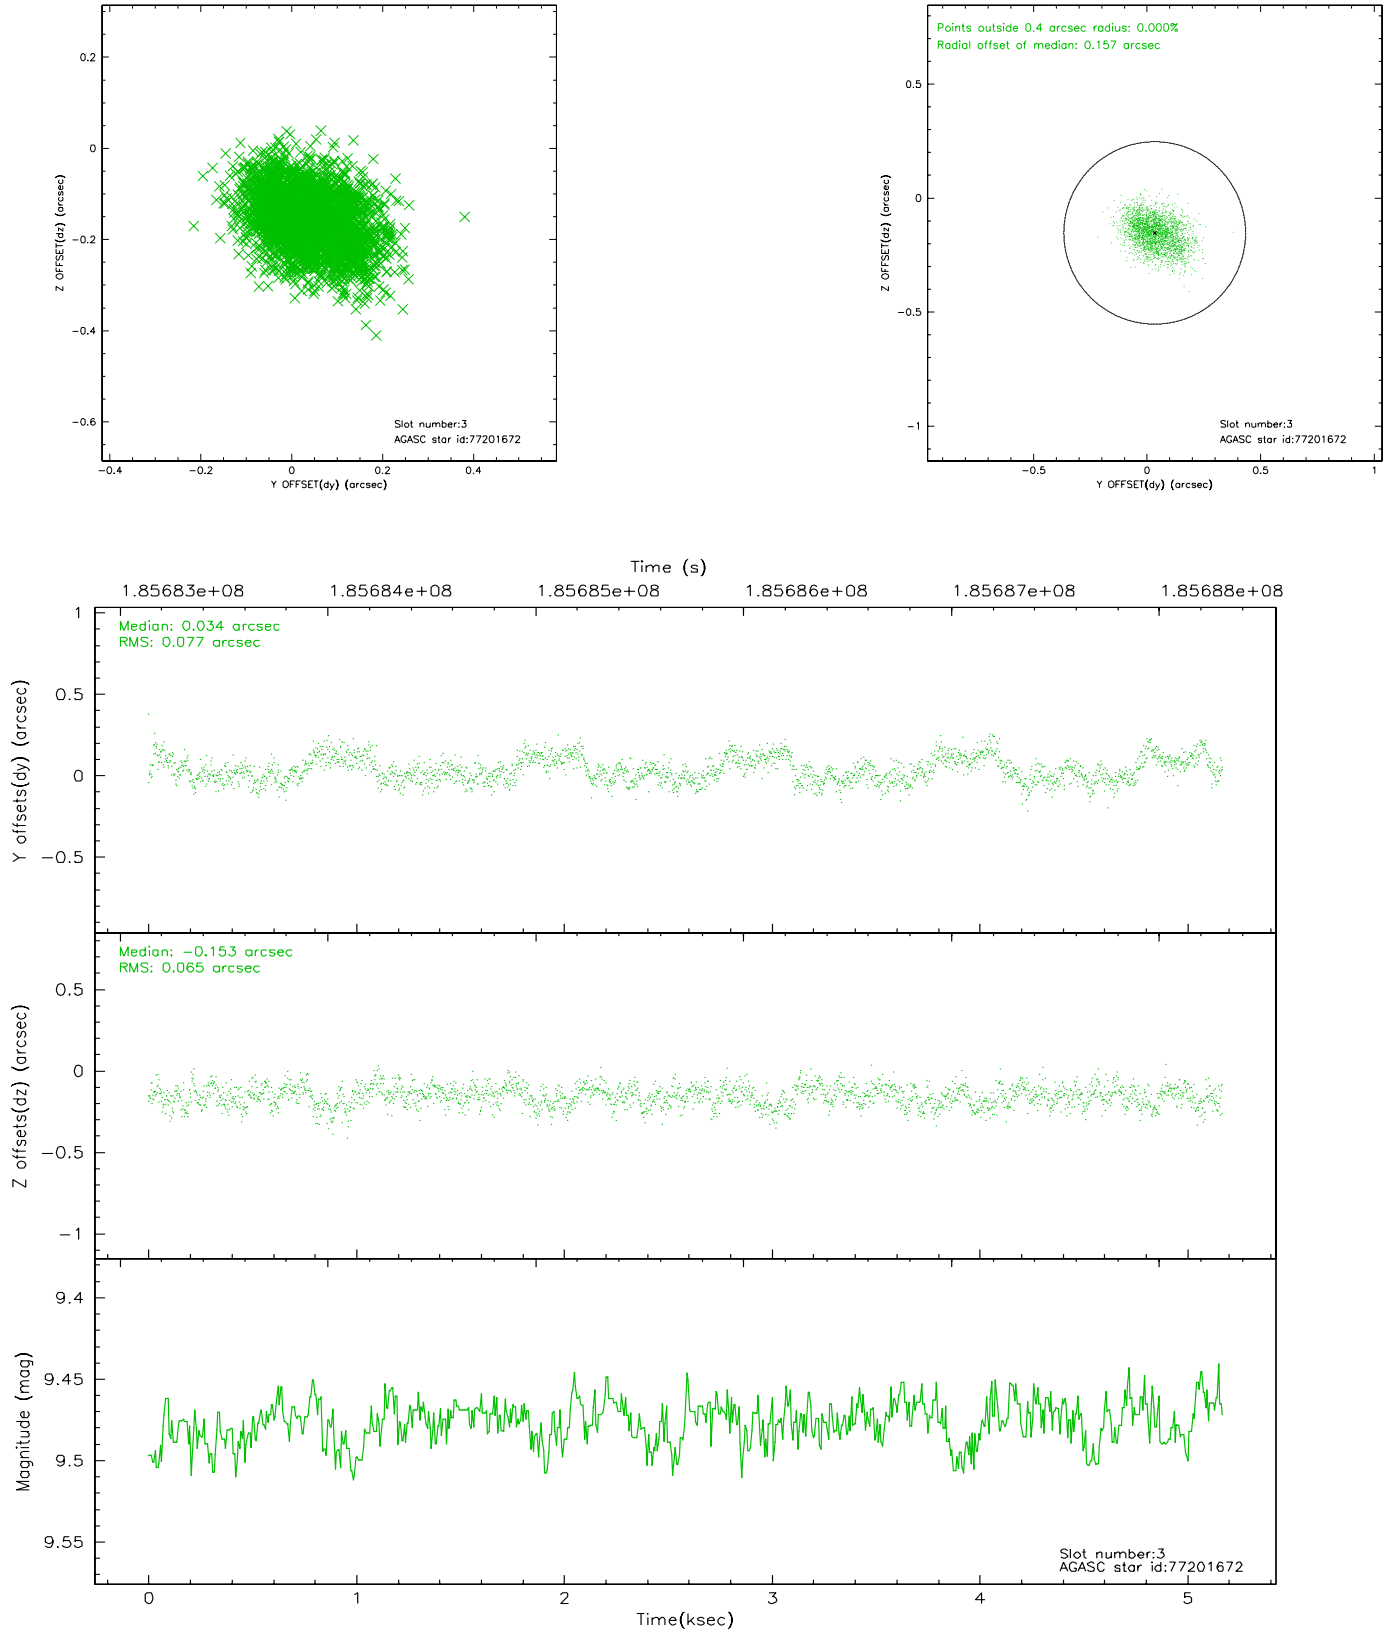 0.2
0
−0.2
−0.4
−0.6
Z OFFSET(dz) (arcsec)
−0.4 −0.2 0 0.2 0.4
Y OFFSET(dy) (arcsec)
Slot number:3
AGASC star id:77201672
Points outside 0.4 arcsec radius: 0.000%
Radial offset of median: 0.157 arcsec
0.5
0
−0.5
−1
Z OFFSET(dz) (arcsec)
−0.5 0 0.5 1
Y OFFSET(dy) (arcsec)
Slot number:3
AGASC star id:77201672
Time (s)
1.85683e+08 1.85684e+08 1.85685e+08 1.85686e+08 1.85687e+08 1.85688e+08
Median: 0.034 arcsec
RMS: 0.077 arcsec
1
0.5
0
−0.5
Y offsets(dy) (arcsec)
Median: −0.153 arcsec
RMS: 0.065 arcsec
0.5
0
−0.5
−1
Z offsets(dz) (arcsec)
9.4
9.45
9.5
9.55
Magnitude (mag)
Slot number:3
AGASC star id:77201672
0 1 2 3 4 5
Time(ksec)